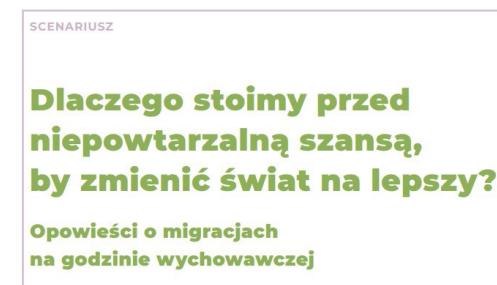 SCENARIUSZ
Dlaczego stoimy przed
niepowtarzalną szansą,
by zmienić świat na lepszy?
Opowieści o migracjach
na godzinie wychowawczej